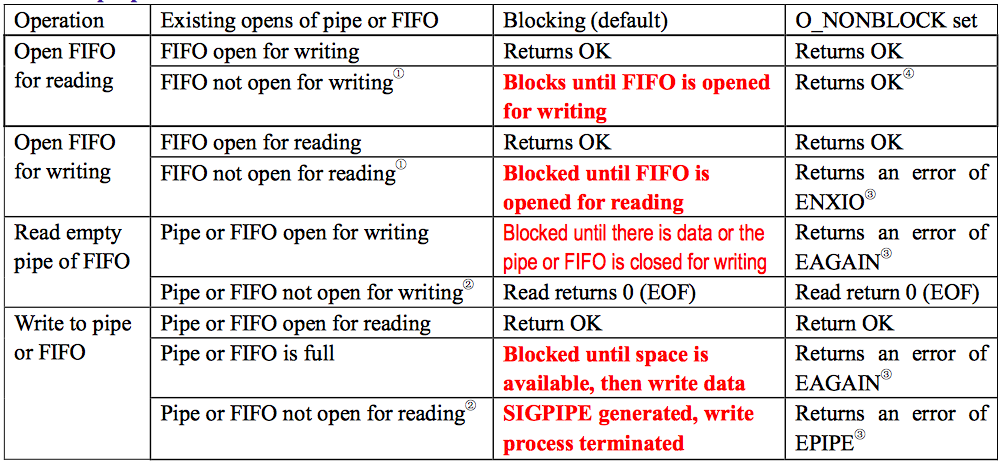 Operation Existing opens of pipe or FIFO Blocking (default) O_NONBLOCK set
Open FIFO for reading FIFO open for writing Returns OK Returns OK
FIFO not open for writing① Blocks until FIFO is opened for writing Returns OK④
Open FIFO for writing FIFO open for reading Returns OK Returns OK
FIFO not open for reading① Blocked until FIFO is opened for reading Returns an error of ENXIO③
Read empty pipe of FIFO Pipe or FIFO open for writing Blocked until there is data or the pipe or FIFO is closed for writing Returns an error of EAGAIN③
Pipe or FIFO not open for writing② Read returns 0 (EOF) Read return 0 (EOF)
Write to pipe or FIFO Pipe or FIFO open for reading Return OK Return OK
Pipe or FIFO is full Blocked until space is available, then write data Returns an error of EAGAIN③
Pipe or FIFO not open for reading② SIGPIPE generated, write process terminated Returns an error of EPIPE③